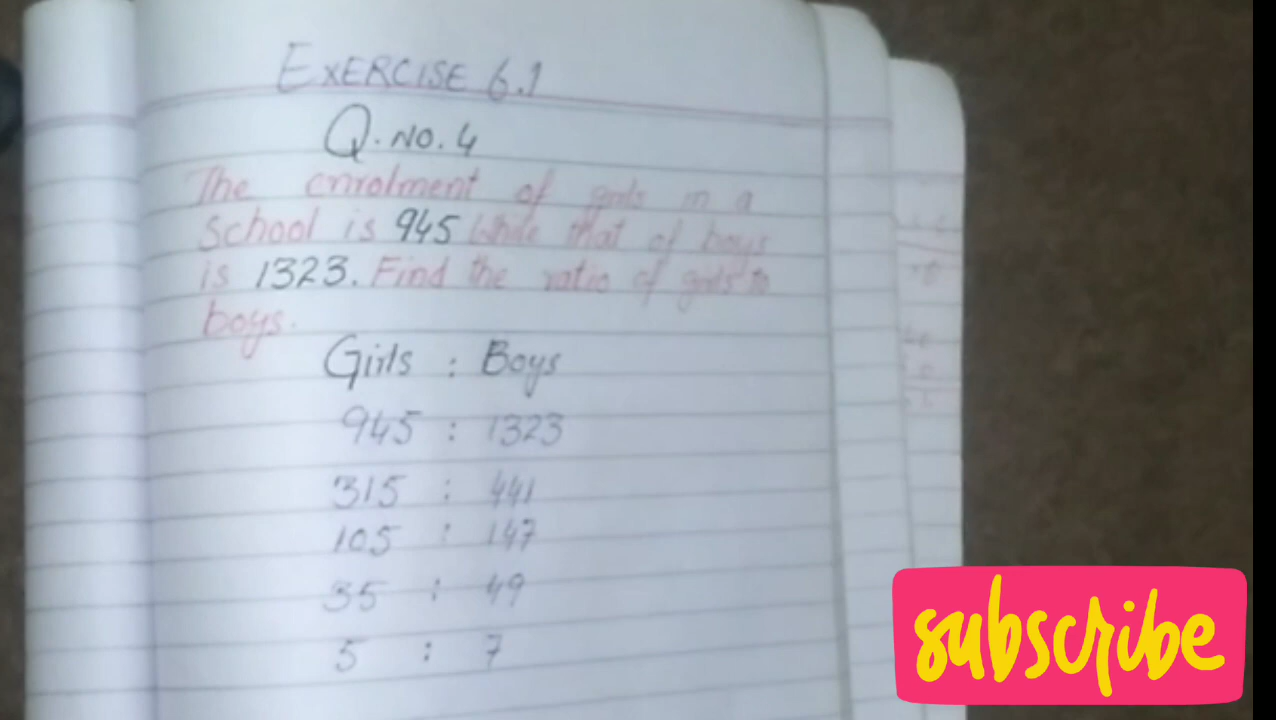 EXERCISE 6.1
Q.NO.4
The enrolment of girls in a
School is 945 While that of boys
is 1323. Find the ratio of girls to
boys.
Girls : Boys
945 : 1323
315 : 441
105 : 147
35 : 49
5 : 7
subscribe